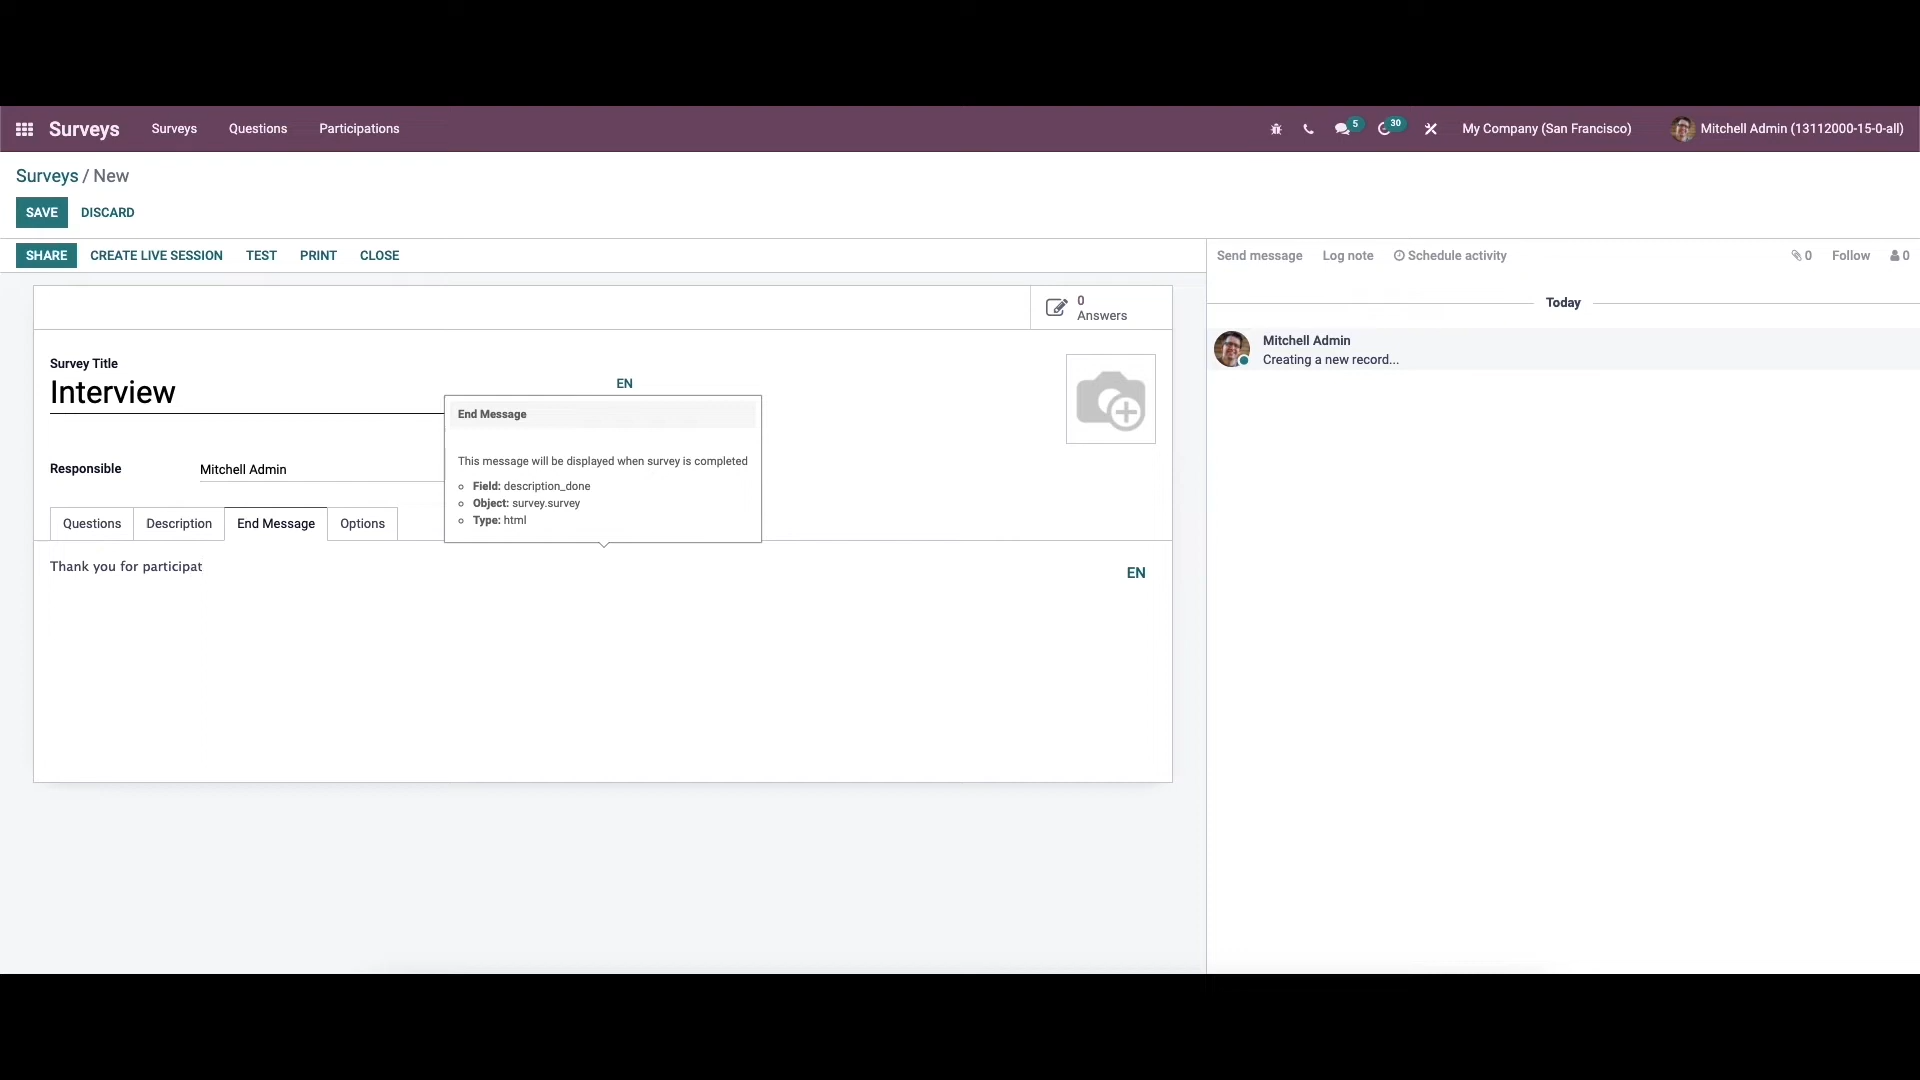 Surveys Surveys Questions Participations 5 30 My Company (San Francisco) Mitchell Admin (13112000-15-0-all)
Surveys / New
SAVE DISCARD
SHARE CREATE LIVE SESSION TEST PRINT CLOSE
Send message Log note Schedule activity 0 Follow 0
0
Answers
Today
Mitchell Admin
Creating a new record...
Survey Title
Interview
EN
End Message
This message will be displayed when survey is completed
Field: description_done
Object: survey.survey
Type: html
Responsible Mitchell Admin
Questions Description End Message Options
Thank you for participat
EN